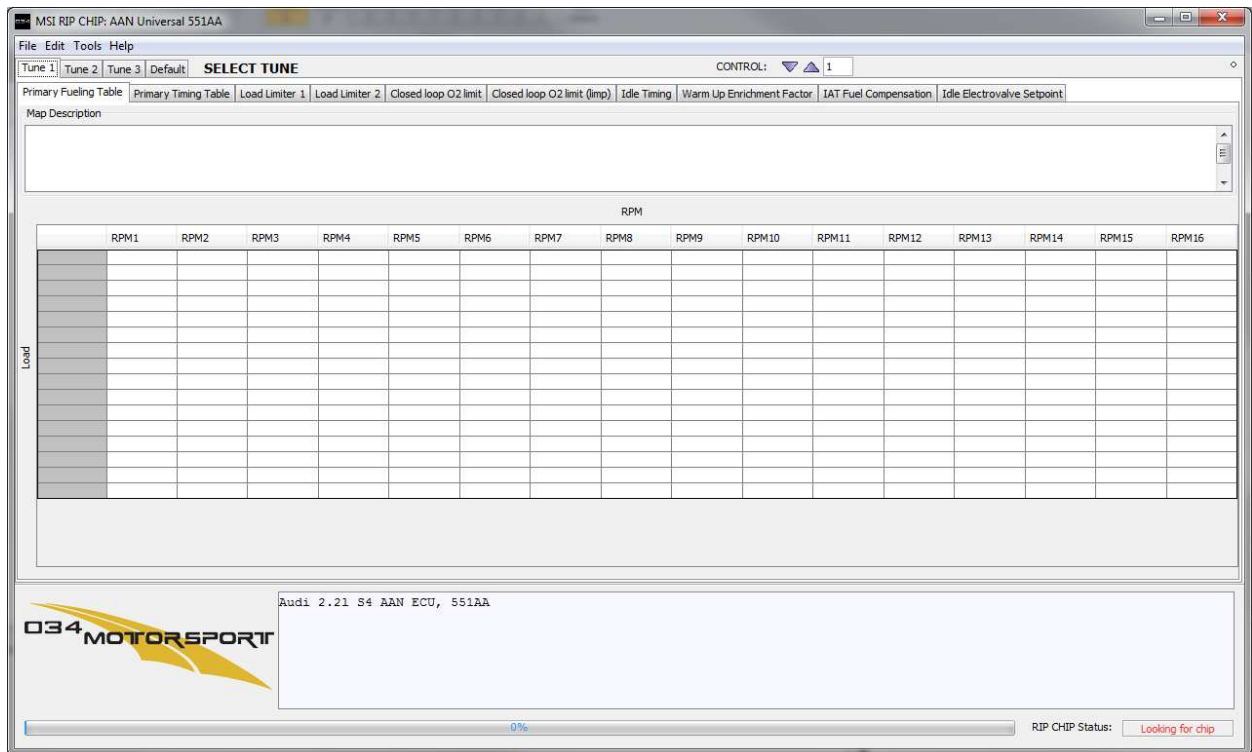 MSI RIP CHIP: AAN Universal 551AA
File Edit Tools Help
Tune 1 Tune 2 Tune 3 Default SELECT TUNE CONTROL: 1
Primary Fueling Table Primary Timing Table Load Limiter 1 Load Limiter 2 Closed loop O2 limit Closed loop O2 limit (limp) Idle Timing Warm Up Enrichment Factor IAT Fuel Compensation Idle Electrovalve Setpoint
Map Description
RPM
RPM1 RPM2 RPM3 RPM4 RPM5 RPM6 RPM7 RPM8 RPM9 RPM10 RPM11 RPM12 RPM13 RPM14 RPM15 RPM16
Load
Audi 2.2l S4 AAN ECU, 551AA
034 MOTORSPORT
0%
RIP CHIP Status: Looking for chip